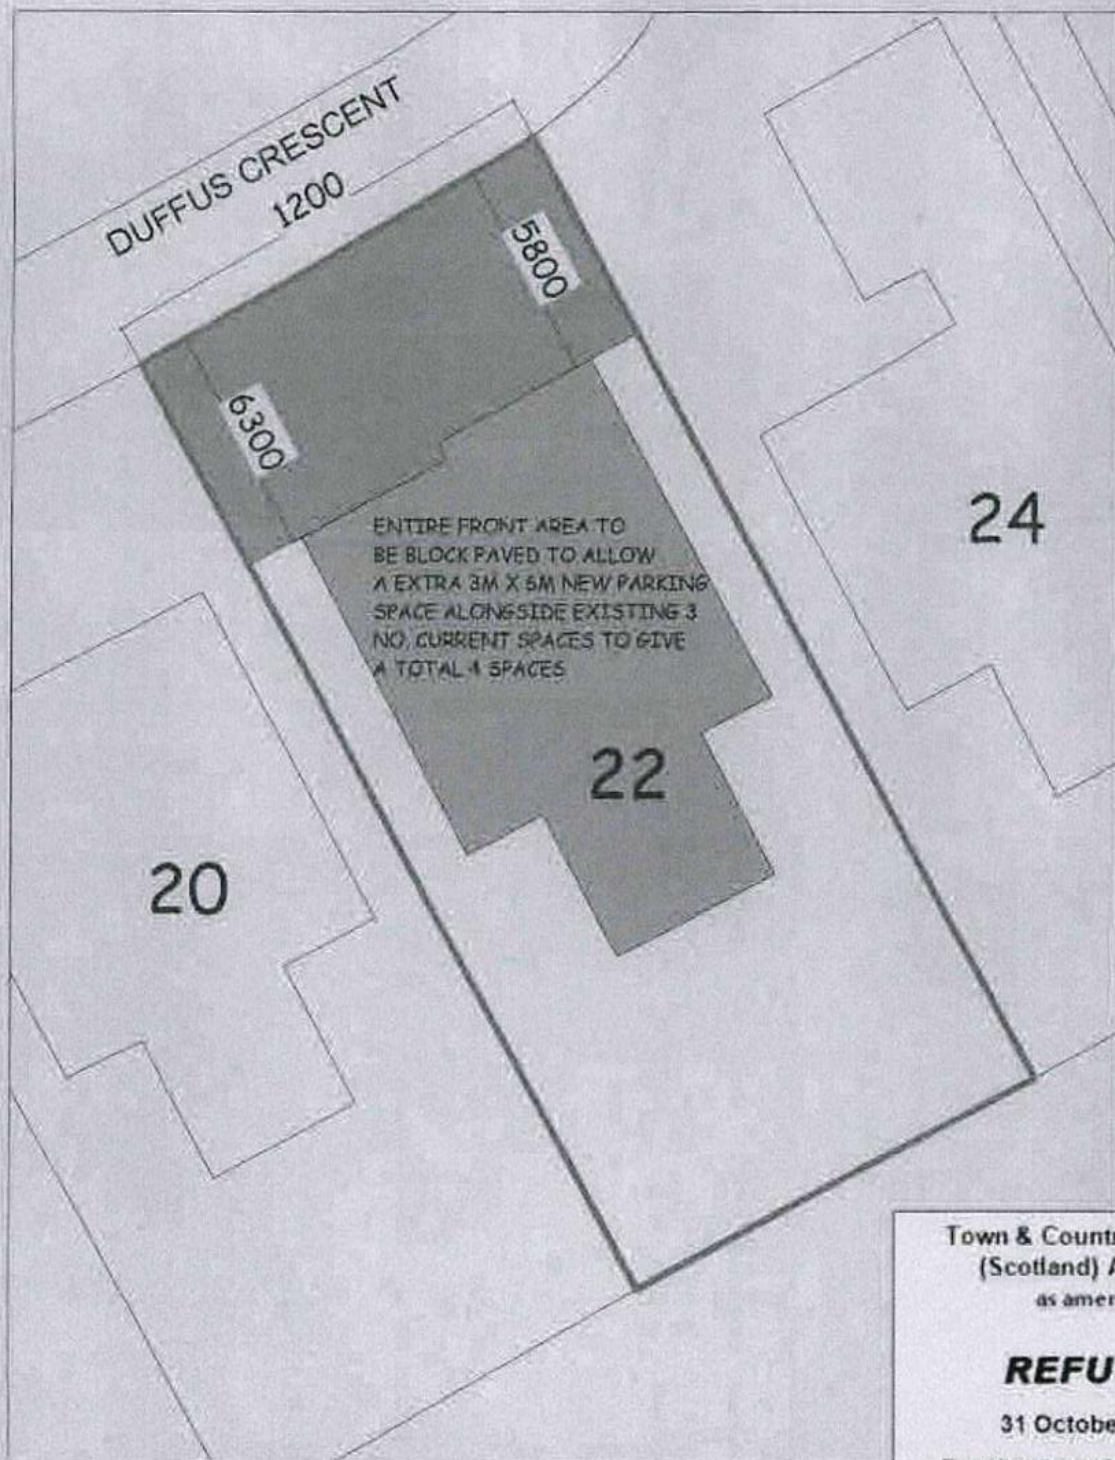 DUFFUS CRESCENT
1200
5800
6300
ENTIRE FRONT AREA TO
BE BLOCK PAVED TO ALLOW
A EXTRA 3M X 5M NEW PARKING
SPACE ALONGSIDE EXISTING 3
NO. CURRENT SPACES TO GIVE
A TOTAL 4 SPACES
24
22
20
Town & Countr
(Scotland) A
as amen
REFU
31 Octobe